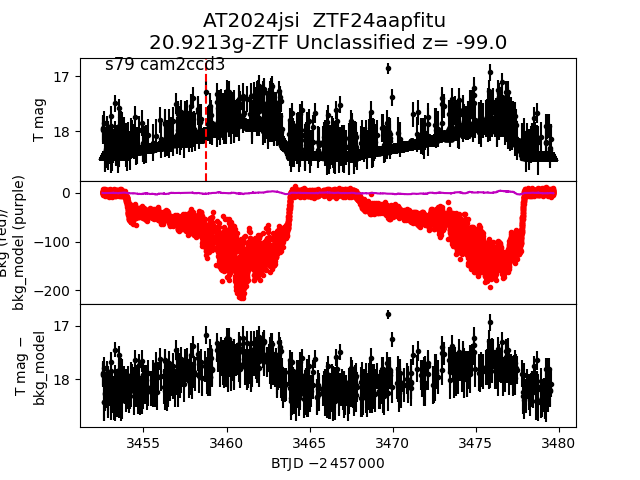 AT2024jsi  ZTF24aapfitu
20.9213g-ZTF Unclassified z= -99.0
s79 cam2ccd3
17
18
T mag
0
−100
−200
Bkg (red)/
bkg_model (purple)
17
18
T mag −
bkg_model
3455
3460
3465
3470
3475
3480
BTJD −2 457 000